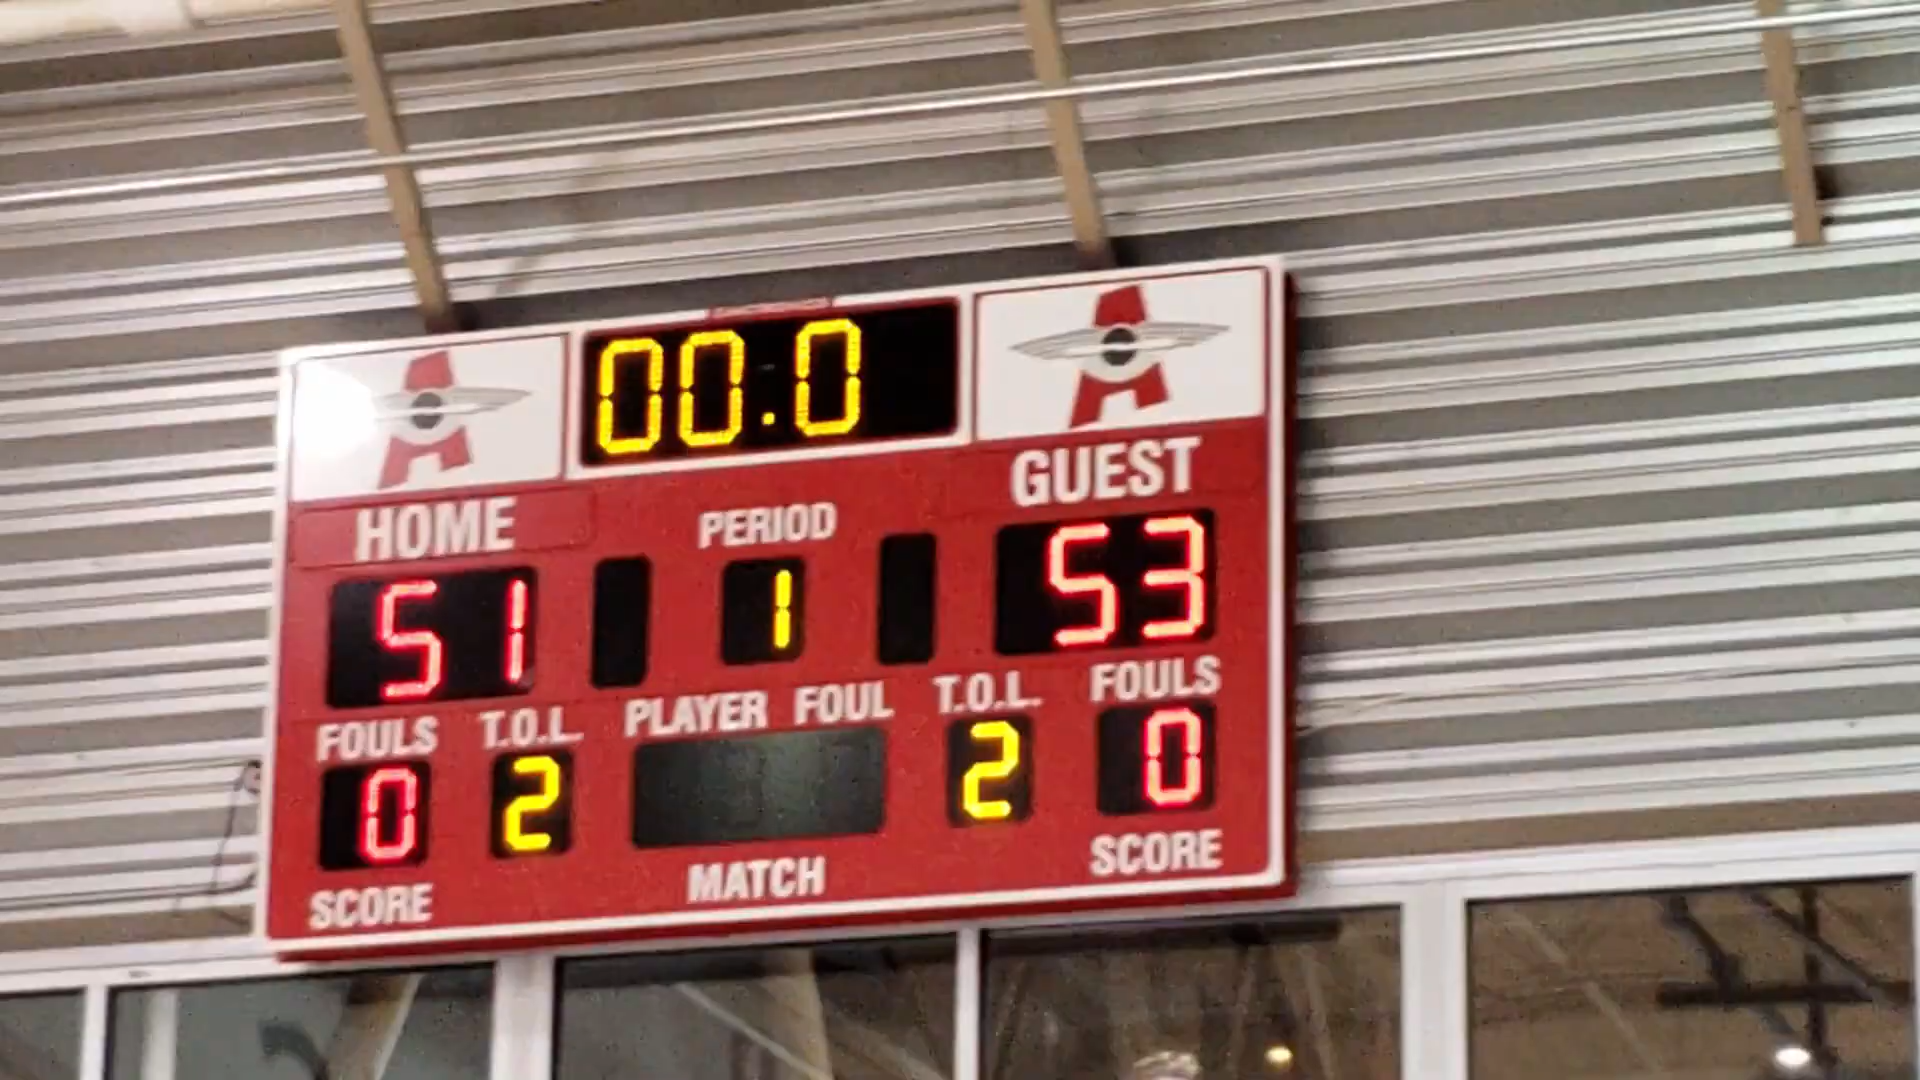 00.0
HOME PERIOD GUEST
51 1 53
FOULS T.O.L. PLAYER FOUL T.O.L. FOULS
0 2 2 0
SCORE MATCH SCORE